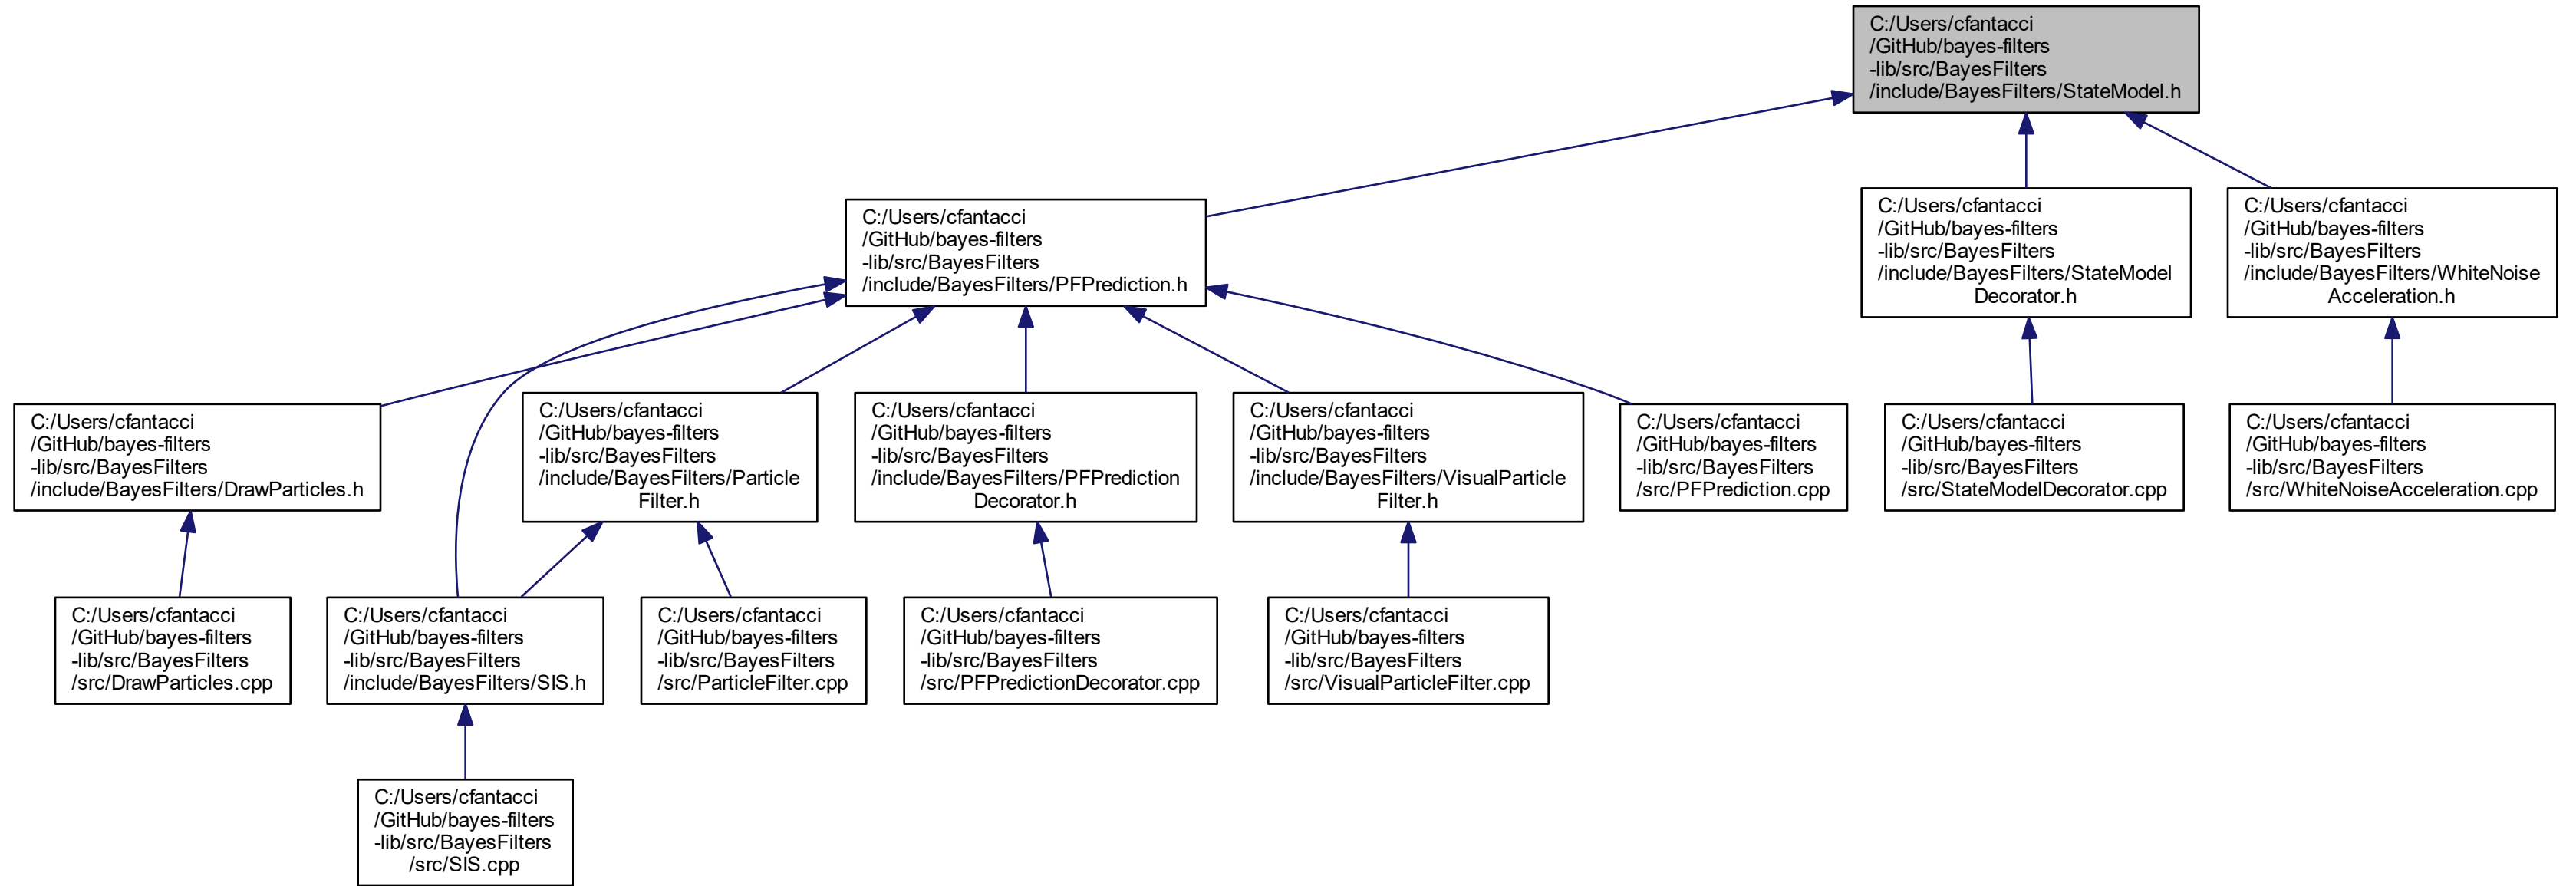 C:/Users/cfantacci
/GitHub/bayes-filters
-lib/src/BayesFilters
/include/BayesFilters/StateModel.h
C:/Users/cfantacci
/GitHub/bayes-filters
-lib/src/BayesFilters
/include/BayesFilters/PFPrediction.h
C:/Users/cfantacci
/GitHub/bayes-filters
-lib/src/BayesFilters
/include/BayesFilters/StateModel
Decorator.h
C:/Users/cfantacci
/GitHub/bayes-filters
-lib/src/BayesFilters
/include/BayesFilters/WhiteNoise
Acceleration.h
C:/Users/cfantacci
/GitHub/bayes-filters
-lib/src/BayesFilters
/include/BayesFilters/DrawParticles.h
C:/Users/cfantacci
/GitHub/bayes-filters
-lib/src/BayesFilters
/include/BayesFilters/Particle
Filter.h
C:/Users/cfantacci
/GitHub/bayes-filters
-lib/src/BayesFilters
/include/BayesFilters/PFPrediction
Decorator.h
C:/Users/cfantacci
/GitHub/bayes-filters
-lib/src/BayesFilters
/include/BayesFilters/VisualParticle
Filter.h
C:/Users/cfantacci
/GitHub/bayes-filters
-lib/src/BayesFilters
/src/PFPrediction.cpp
C:/Users/cfantacci
/GitHub/bayes-filters
-lib/src/BayesFilters
/src/StateModelDecorator.cpp
C:/Users/cfantacci
/GitHub/bayes-filters
-lib/src/BayesFilters
/src/WhiteNoiseAcceleration.cpp
C:/Users/cfantacci
/GitHub/bayes-filters
-lib/src/BayesFilters
/src/DrawParticles.cpp
C:/Users/cfantacci
/GitHub/bayes-filters
-lib/src/BayesFilters
/include/BayesFilters/SIS.h
C:/Users/cfantacci
/GitHub/bayes-filters
-lib/src/BayesFilters
/src/ParticleFilter.cpp
C:/Users/cfantacci
/GitHub/bayes-filters
-lib/src/BayesFilters
/src/PFPredictionDecorator.cpp
C:/Users/cfantacci
/GitHub/bayes-filters
-lib/src/BayesFilters
/src/VisualParticleFilter.cpp
C:/Users/cfantacci
/GitHub/bayes-filters
-lib/src/BayesFilters
/src/SIS.cpp